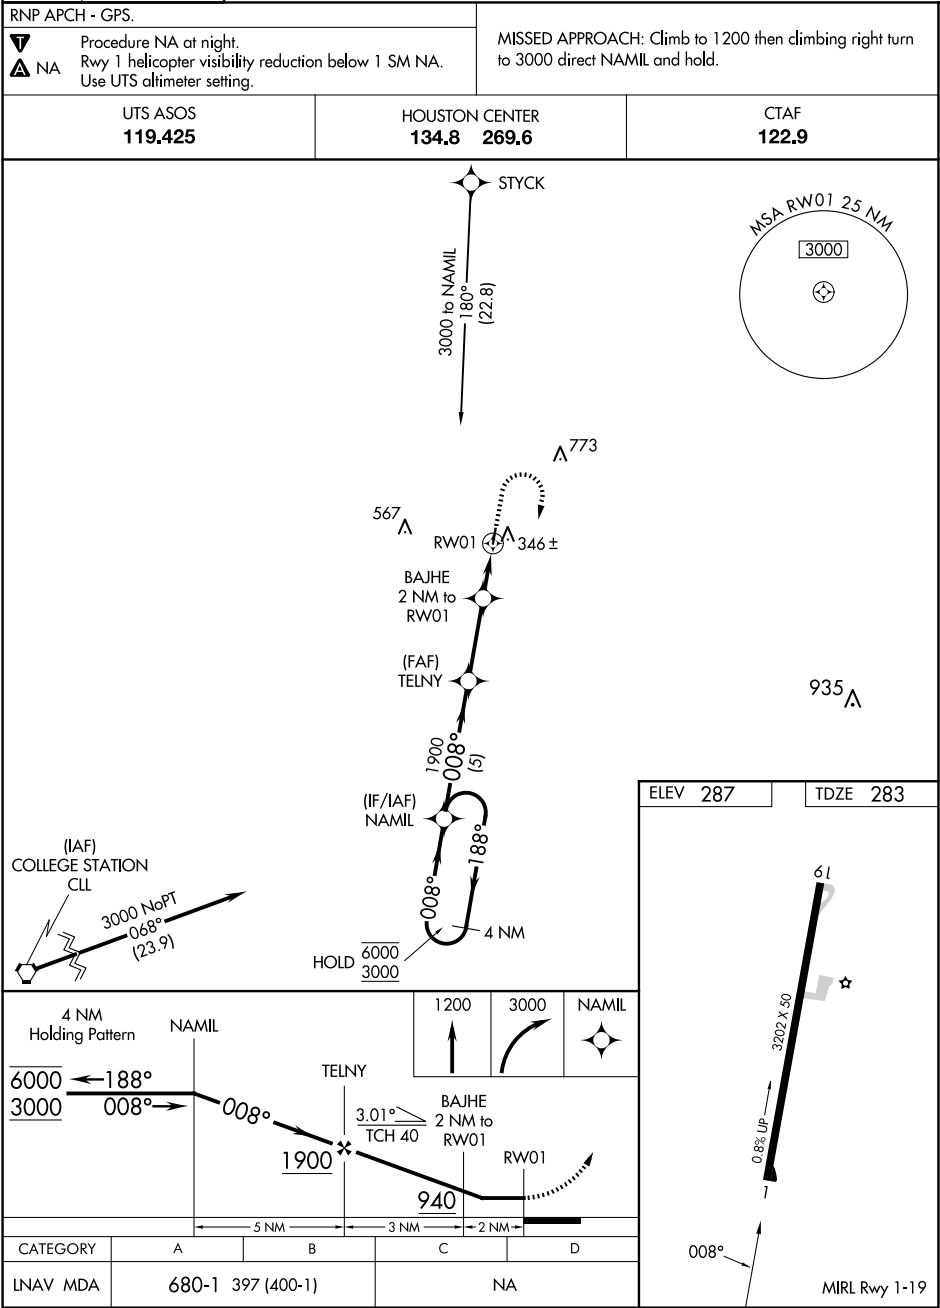 RNP APCH - GPS.
T
Procedure NA at night.
A NA
Rwy 1 helicopter visibility reduction below 1 SM NA.
Use UTS altimeter setting.
MISSED APPROACH: Climb to 1200 then climbing right turn
to 3000 direct NAMIL and hold.
UTS ASOS
119.425
HOUSTON CENTER
134.8 269.6
CTAF
122.9
STYCK
3000 to NAMIL
180°
(22.8)
MSA RW01 25 NM
3000
773
567
RW01
346 ±
BAJHE
2 NM to
RW01
(FAF)
TELNY
935
1900
008°
(5)
(IF/IAF)
NAMIL
188°
008°
4 NM
HOLD
6000
3000
(IAF)
COLLEGE STATION
CLL
3000 NoPT
068°
(23.9)
ELEV 287
TDZE 283
19
3202 X 50
0.8% UP
1
008°
MIRL Rwy 1-19
4 NM
Holding Pattern
NAMIL
1200
3000
NAMIL
6000
188°
3000
008°
008°
TELNY
1900
3.01°
TCH 40
BAJHE
2 NM to
RW01
RW01
940
5 NM
3 NM
2 NM
CATEGORY
A
B
C
D
LNAV MDA
680-1 397 (400-1)
NA